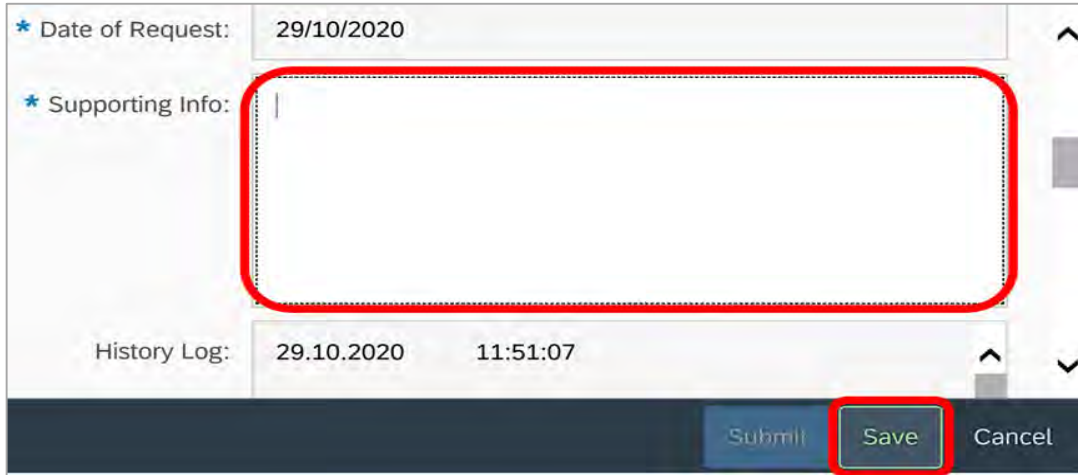 * Date of Request: 29/10/2020
* Supporting Info:
History Log: 29.10.2020 11:51:07
Submit Save Cancel